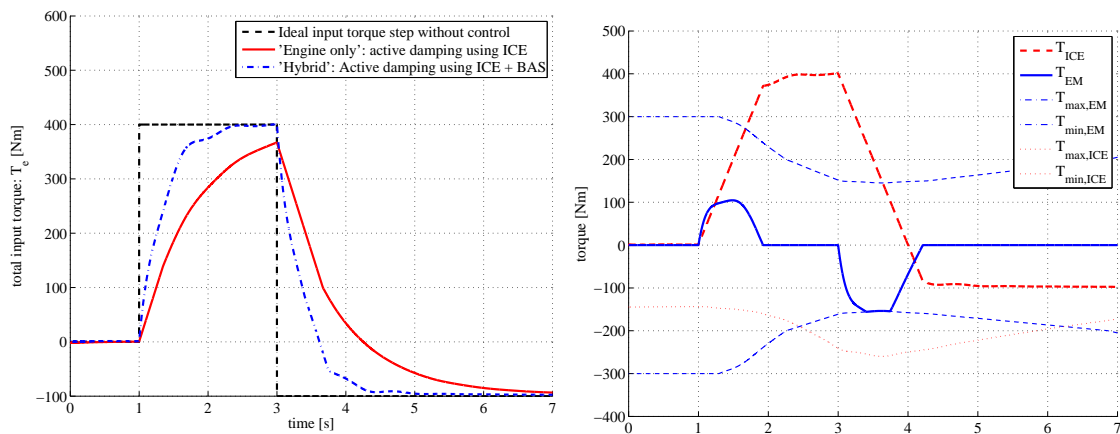 600
500
400
300
200
100
0
−100
0
1
2
3
4
5
6
7
time [s]
total input torque: T_e [Nm]
Ideal input torque step without control
'Engine only': active damping using ICE
'Hybrid': Active damping using ICE + BAS
500
400
300
200
100
0
−100
−200
−300
−400
0
1
2
3
4
5
6
7
torque [Nm]
T_ICE
T_EM
T_max,EM
T_min,EM
T_max,ICE
T_min,ICE